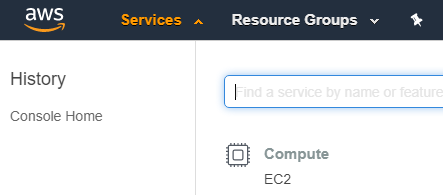 aws Services Resource Groups
History
Console Home
Find a service by name or feature
Compute
EC2